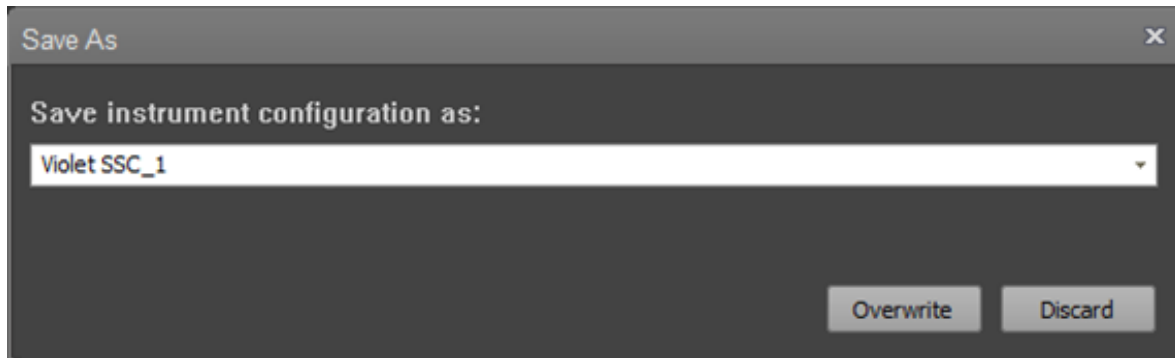 Save As
Save instrument configuration as:
Violet SSC_1
Overwrite Discard